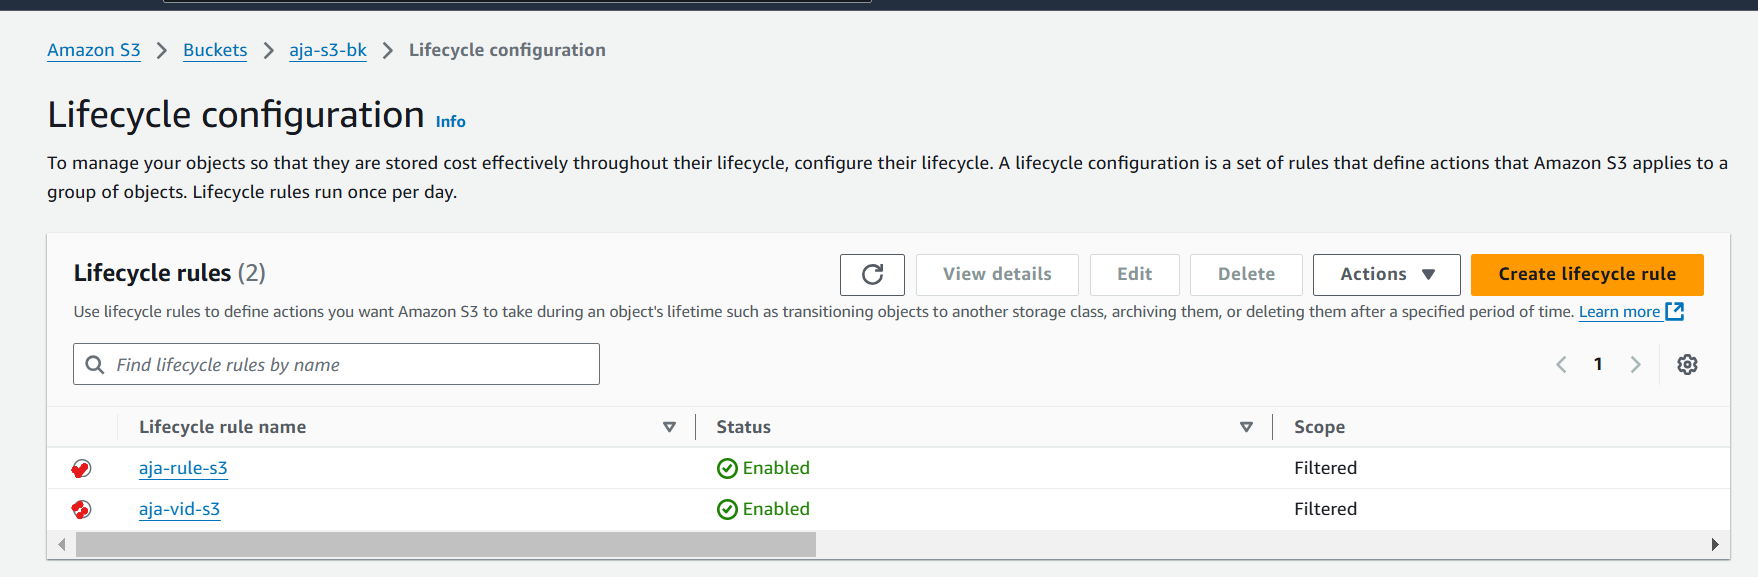 Amazon S3 > Buckets > aja-s3-bk > Lifecycle configuration
Lifecycle configuration Info
To manage your objects so that they are stored cost effectively throughout their lifecycle, configure their lifecycle. A lifecycle configuration is a set of rules that define actions that Amazon S3 applies to a
group of objects. Lifecycle rules run once per day.
Lifecycle rules (2) View details Edit Delete Actions Create lifecycle rule
Use lifecycle rules to define actions you want Amazon S3 to take during an object's lifetime such as transitioning objects to another storage class, archiving them, or deleting them after a specified period of time. Learn more
Find lifecycle rules by name 1
Lifecycle rule name Status Scope
aja-rule-s3 Enabled Filtered
aja-vid-s3 Enabled Filtered